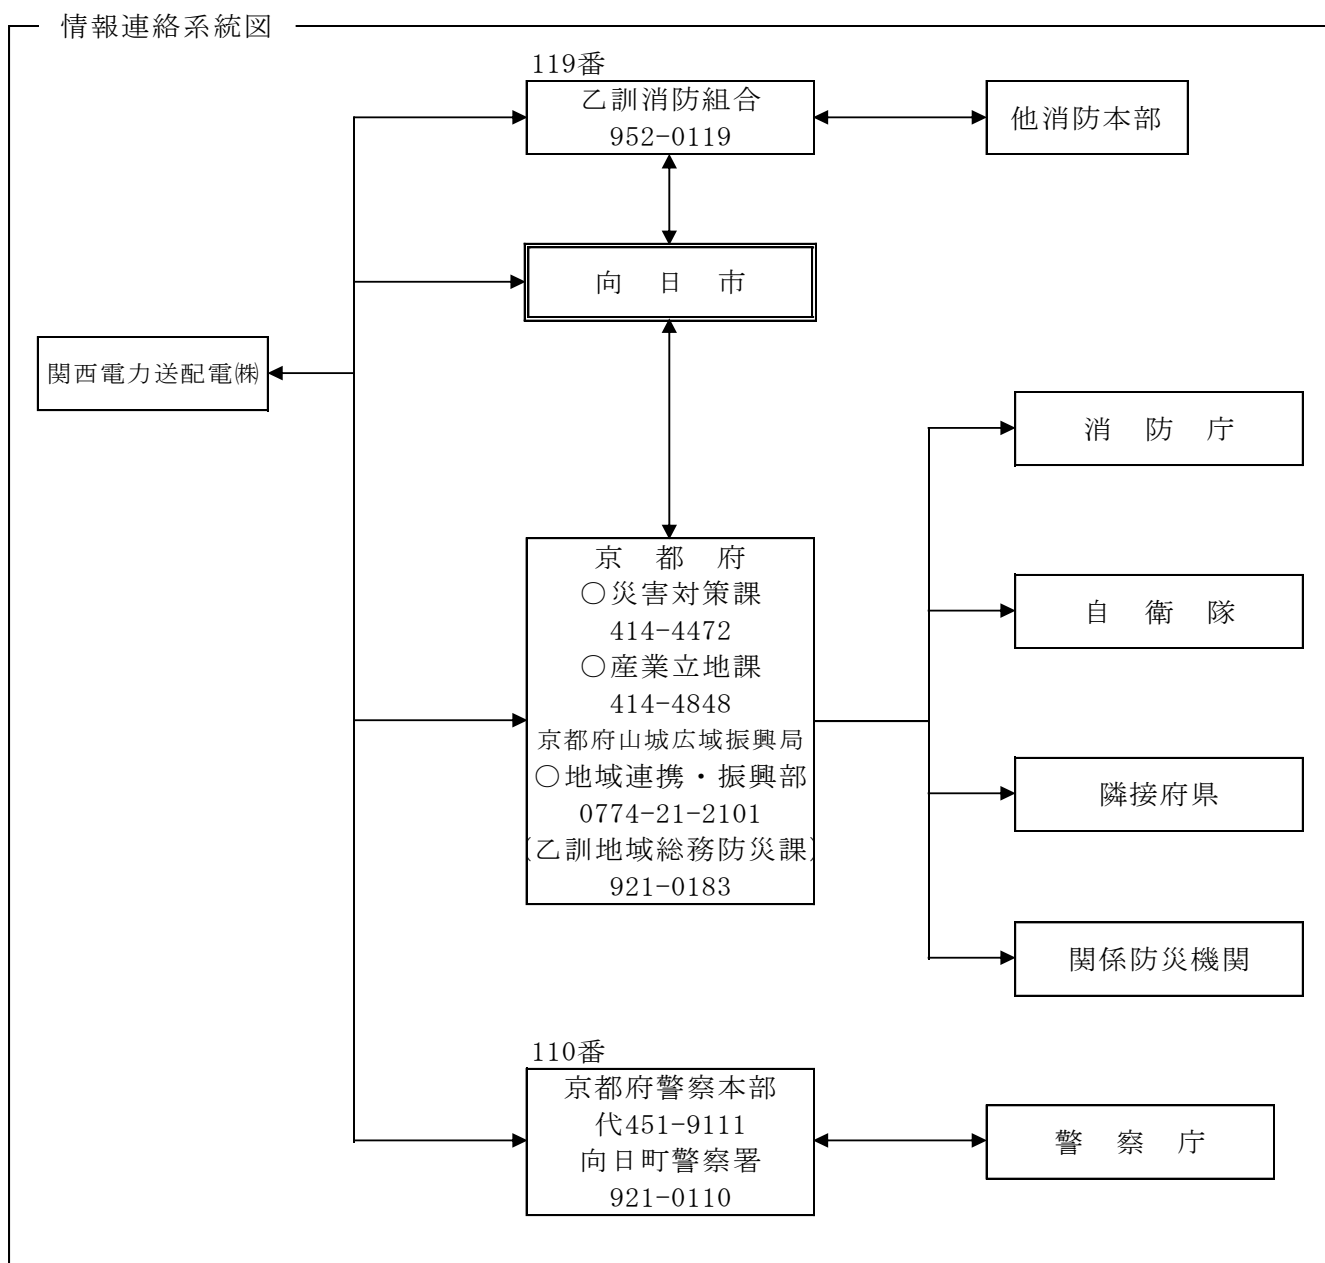 情報連絡系統図
119番
乙訓消防組合
952-0119
他消防本部
向　日　市
関西電力送配電㈱
消　防　庁
京　都　府
○災害対策課
414-4472
○産業立地課
414-4848
京都府山城広域振興局
○地域連携・振興部
0774-21-2101
(乙訓地域総務防災課)
921-0183
自　衛　隊
隣接府県
関係防災機関
110番
京都府警察本部
代451-9111
向日町警察署
921-0110
警　察　庁